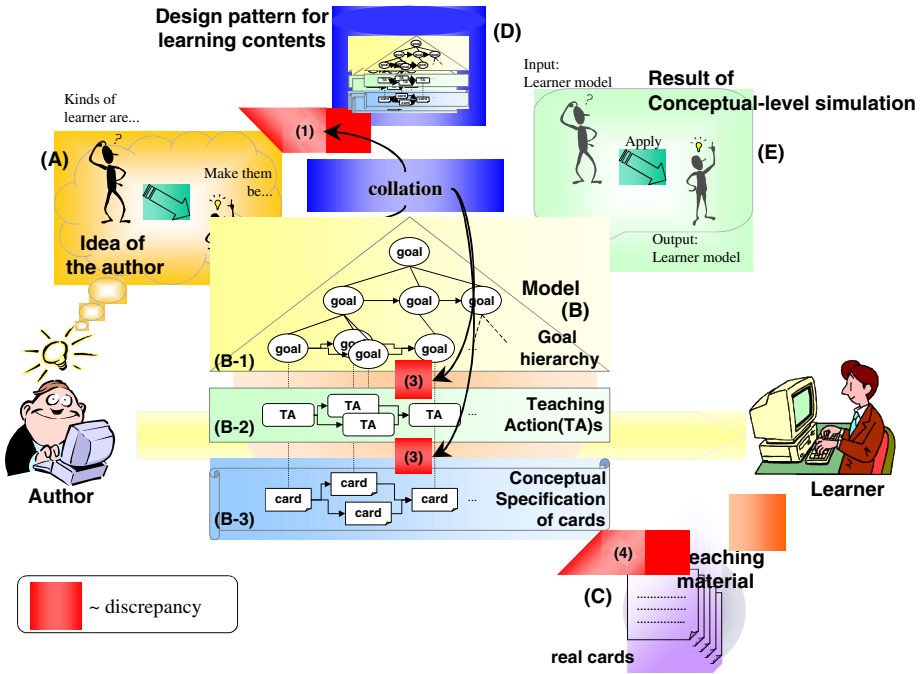 Design pattern for
learning contents
(D)
Input:
Learner model
Result of
Conceptual-level simulation
Kinds of
learner are...
(1)
(A)
?
?
Apply
(E)
Make them
be...
collation
Idea of
the author
Output:
Learner model
goal
Model
(B)
goal
goal
goal
Goal
hierarchy
goal
goal
goal
goal
...
(B-1)
(3)
TA
TA
TA
TA
...
Teaching
Action(TA)s
(B-2)
(3)
Author
Learner
card
card
card
card
...
Conceptual
Specification
of cards
(B-3)
(4)
eaching
material
(C)
real cards
~ discrepancy